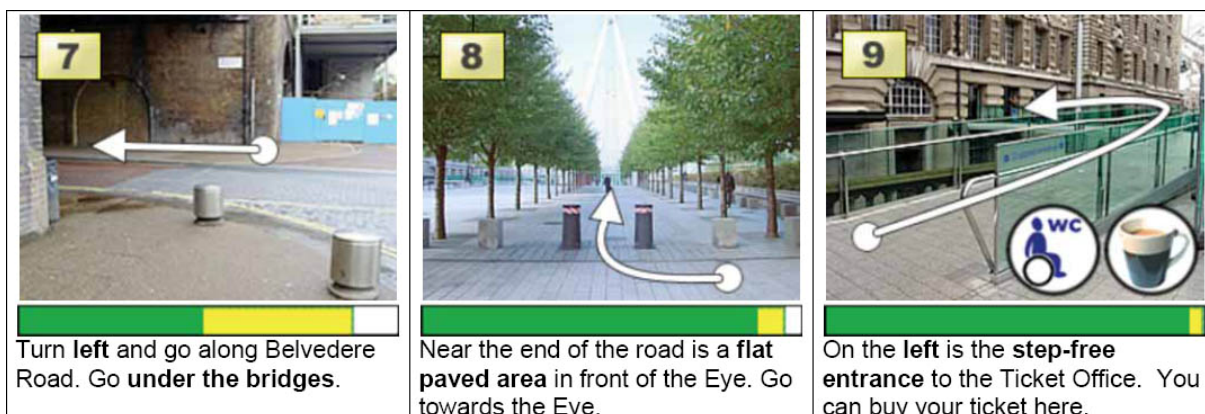 7
8
9
WC
Turn left and go along Belvedere
Road. Go under the bridges.
Near the end of the road is a flat
paved area in front of the Eye. Go
towards the Eye.
On the left is the step-free
entrance to the Ticket Office. You
can buy your ticket here.